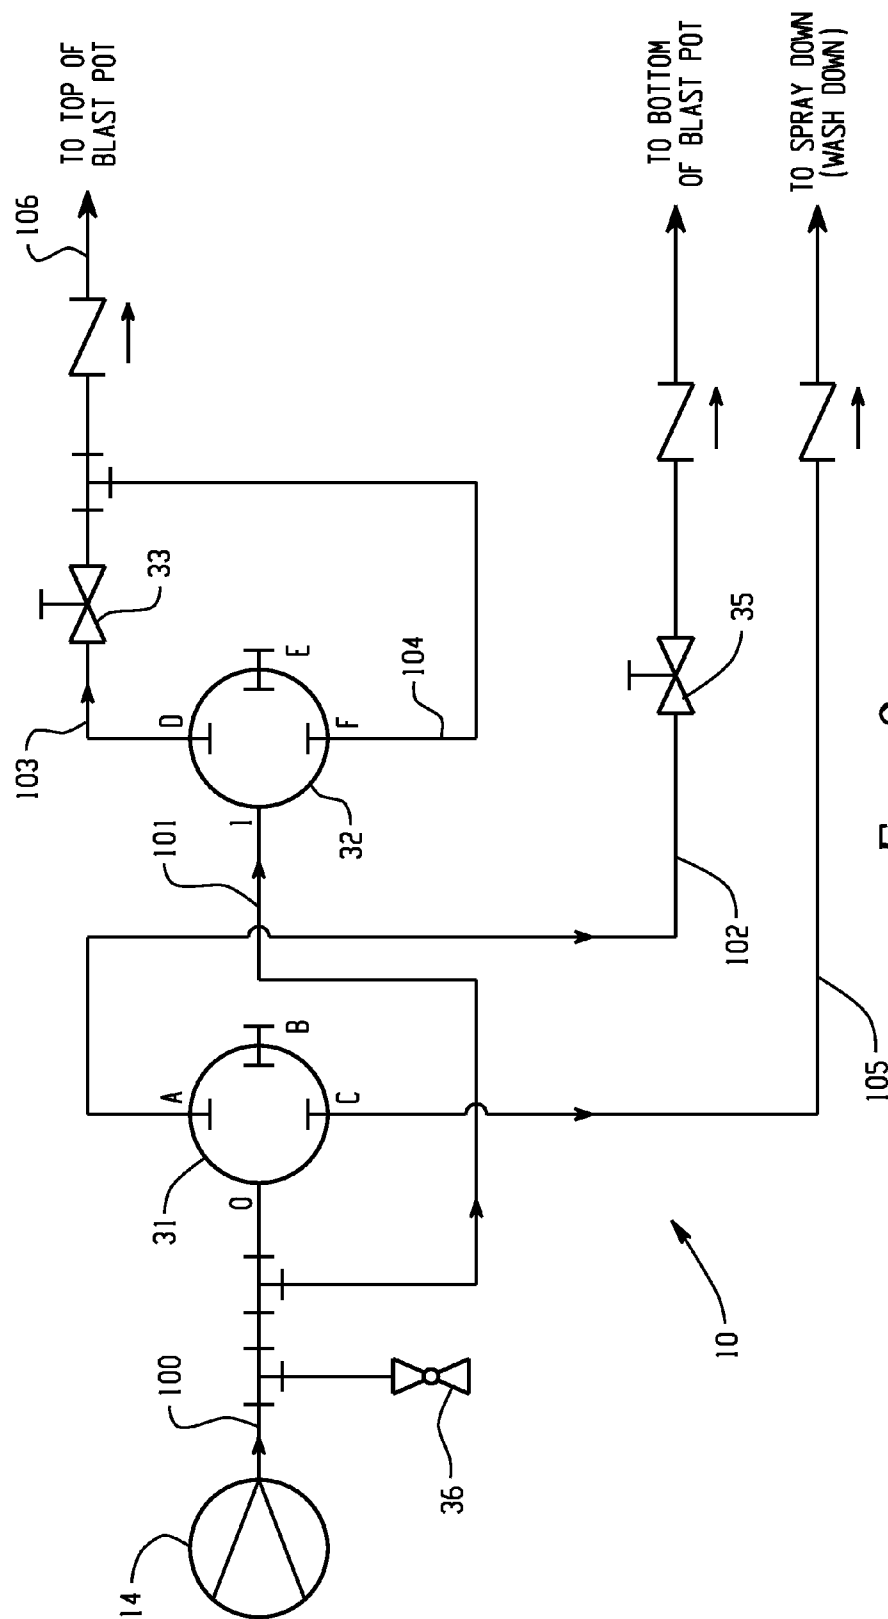 103
106
TO TOP OF
BLAST POT
14
100
31
A
101
D
33
0
1
B
E
C
32
F
104
36
TO BOTTOM
OF BLAST POT
10
102
35
TO SPRAY DOWN
(WASH DOWN)
105